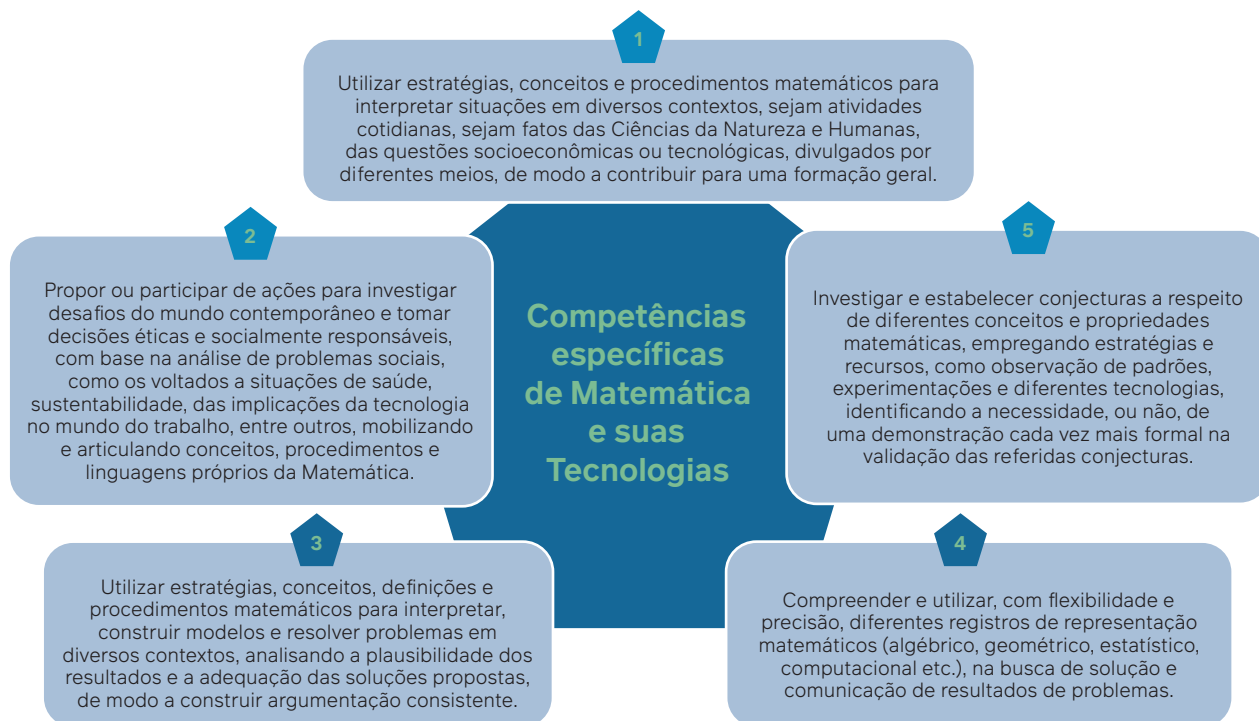 1
Utilizar estratégias, conceitos e procedimentos matemáticos para
interpretar situações em diversos contextos, sejam atividades
cotidianas, sejam fatos das Ciências da Natureza e Humanas,
das questões socioeconômicas ou tecnológicas, divulgados por
diferentes meios, de modo a contribuir para uma formação geral.
2
Propor ou participar de ações para investigar
desafios do mundo contemporâneo e tomar
decisões éticas e socialmente responsáveis,
com base na análise de problemas sociais,
como os voltados a situações de saúde,
sustentabilidade, das implicações da tecnologia
no mundo do trabalho, entre outros, mobilizando
e articulando conceitos, procedimentos e
linguagens próprios da Matemática.
Competências
específicas
de Matemática
e suas
Tecnologias
5
Investigar e estabelecer conjecturas a respeito
de diferentes conceitos e propriedades
matemáticas, empregando estratégias e
recursos, como observação de padrões,
experimentações e diferentes tecnologias,
identificando a necessidade, ou não, de
uma demonstração cada vez mais formal na
validação das referidas conjecturas.
3
Utilizar estratégias, conceitos, definições e
procedimentos matemáticos para interpretar,
construir modelos e resolver problemas em
diversos contextos, analisando a plausibilidade dos
resultados e a adequação das soluções propostas,
de modo a construir argumentação consistente.
4
Compreender e utilizar, com flexibilidade e
precisão, diferentes registros de representação
matemáticos (algébrico, geométrico, estatístico,
computacional etc.), na busca de solução e
comunicação de resultados de problemas.